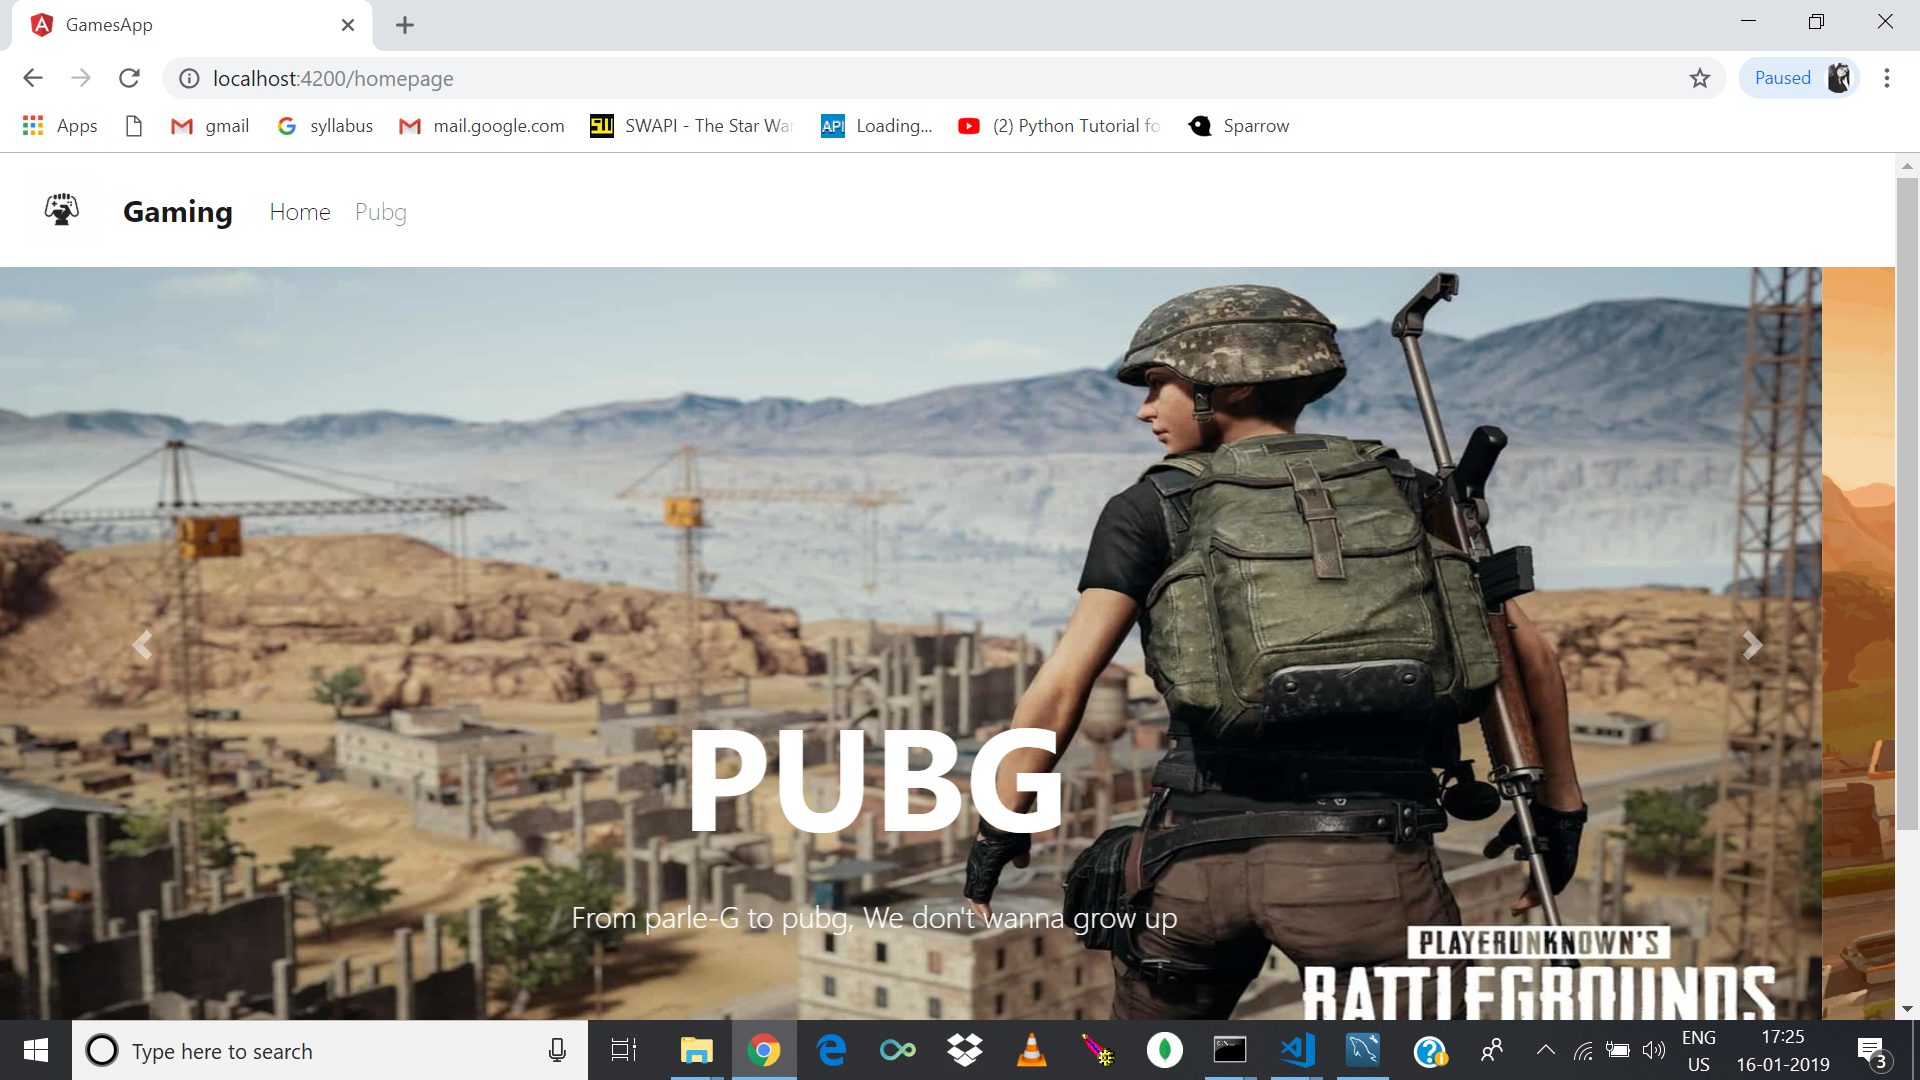 GamesApp
localhost:4200/homepage
Paused
Apps
gmail
syllabus
mail.google.com
SW
SWAPI - The Star War
API
Loading...
(2) Python Tutorial fo
Sparrow
Gaming
Home
Pubg
PUBG
From parle-G to pubg, We don't wanna grow up
PLAYERUNKNOWN'S
BATTLEGROUNDS
Type here to search
ENG
US
17:25
16-01-2019
3